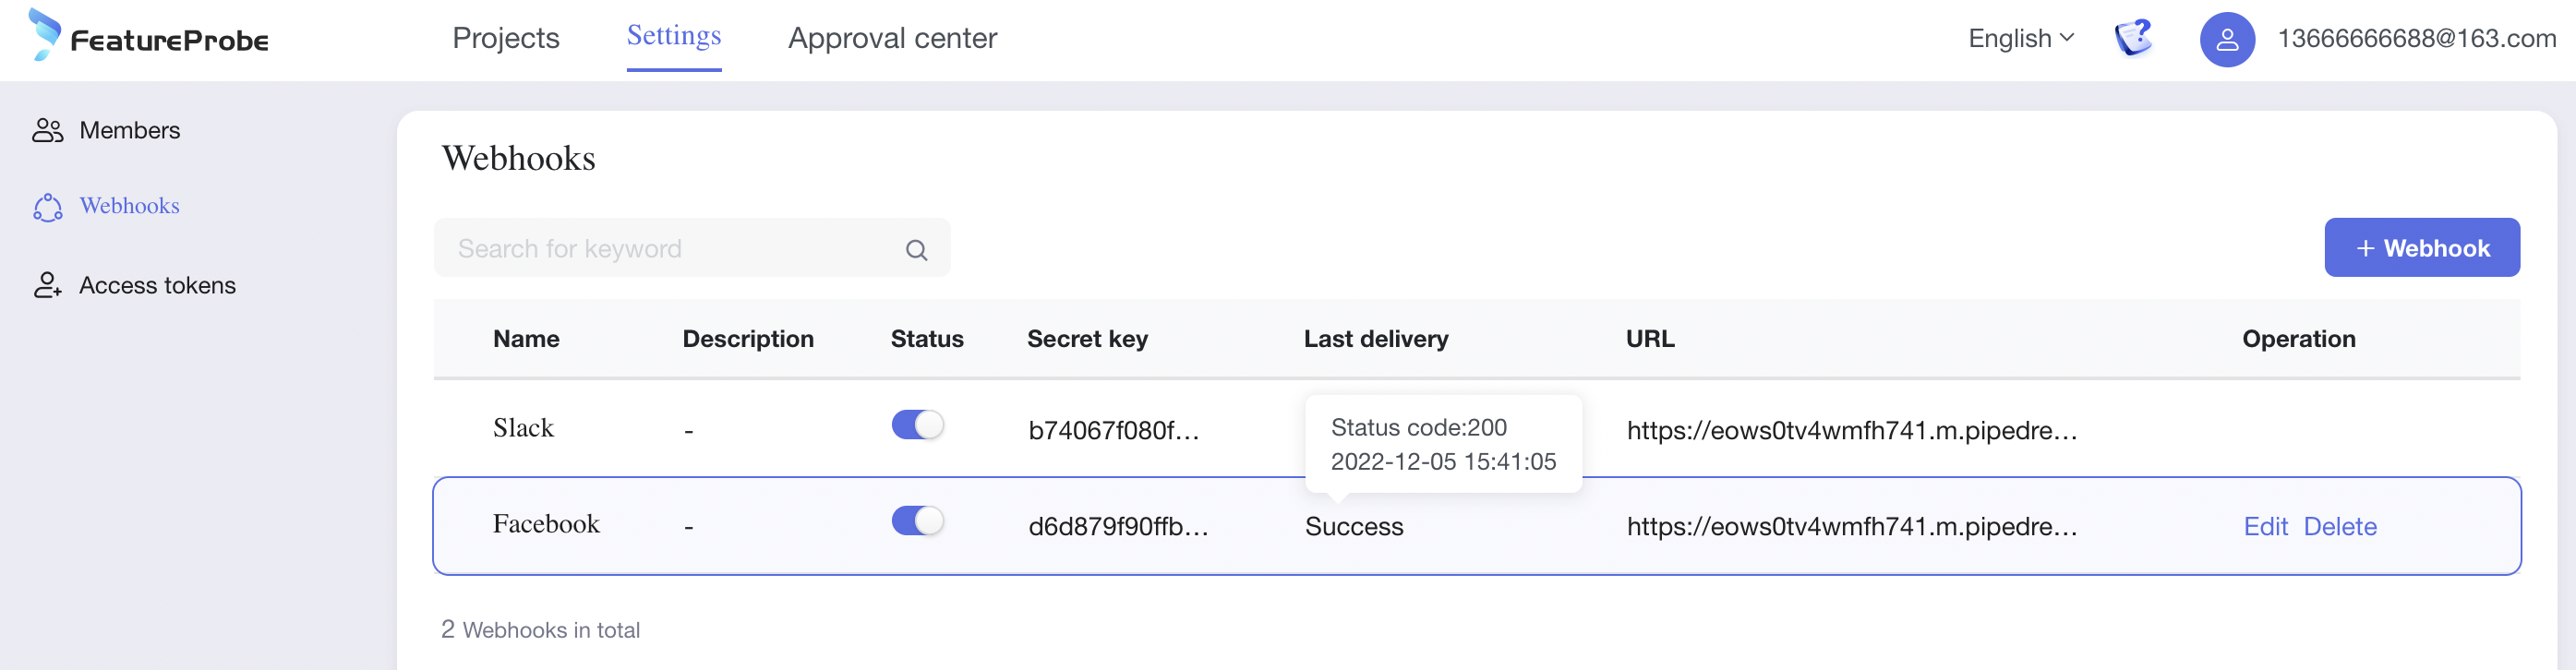 FeatureProbe
Projects Settings Approval center English 13666666688@163.com
Members
Webhooks
Access tokens
Webhooks
Search for keyword
+ Webhook
Name Description Status Secret key Last delivery URL Operation
Slack - b74067f080f... https://eows0tv4wmfh741.m.pipedre...
Status code:200
2022-12-05 15:41:05
Facebook - d6d879f90ffb... Success https://eows0tv4wmfh741.m.pipedre... Edit Delete
2 Webhooks in total